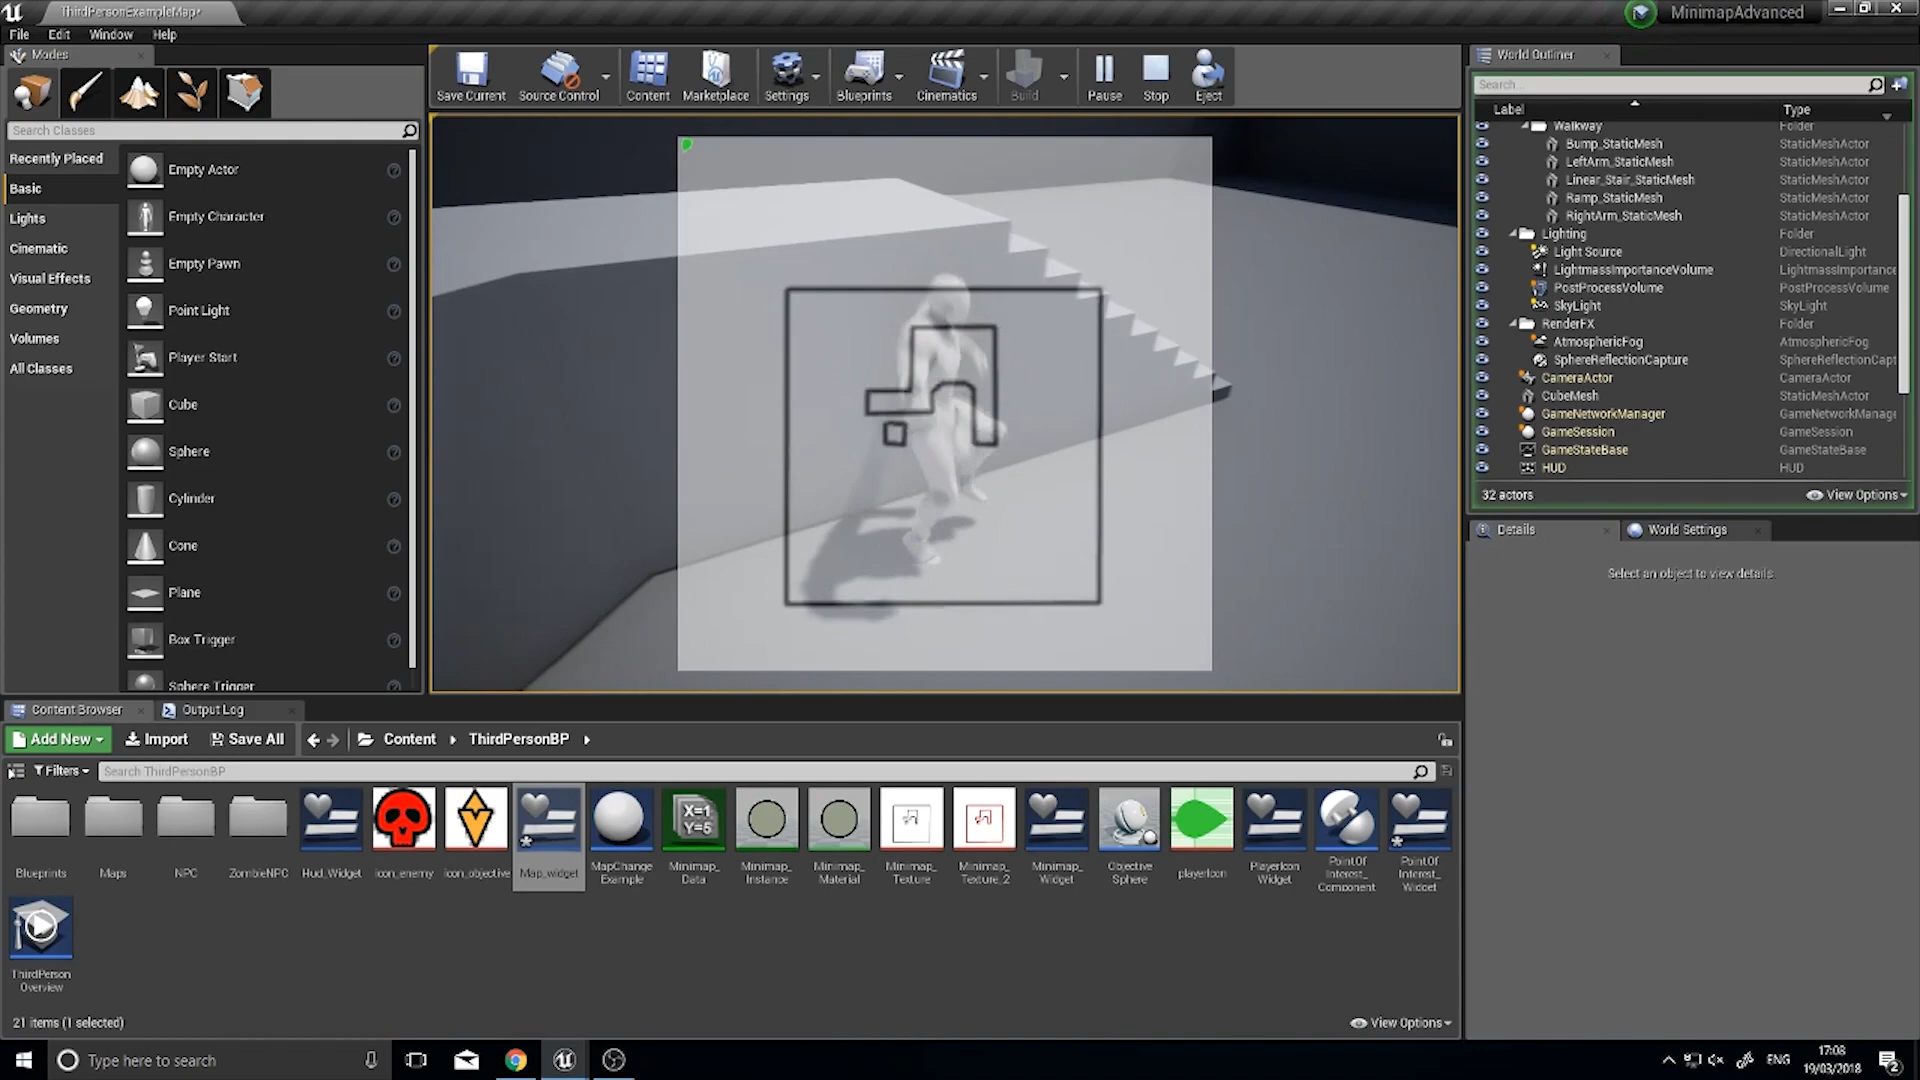 ThirdPersonExampleMap*
MinimapAdvanced
File Edit Window Help
Modes
Search Classes
Recently Placed
Basic
Lights
Cinematic
Visual Effects
Geometry
Volumes
All Classes
Empty Actor
Empty Character
Empty Pawn
Point Light
Player Start
Cube
Sphere
Cylinder
Cone
Plane
Box Trigger
Sphere Trigger
Save Current Source Control Content Marketplace Settings Blueprints Cinematics Build Pause Stop Eject
World Outliner
Search...
Label Type
Walkway Folder
Bump_StaticMesh StaticMeshActor
LeftArm_StaticMesh StaticMeshActor
Linear_Stair_StaticMesh StaticMeshActor
Ramp_StaticMesh StaticMeshActor
RightArm_StaticMesh StaticMeshActor
Lighting Folder
Light Source DirectionalLight
LightmassImportanceVolume LightmassImportance
PostProcessVolume PostProcessVolume
SkyLight SkyLight
RenderFX Folder
AtmosphericFog AtmosphericFog
SphereReflectionCapture SphereReflectionCapt
CameraActor CameraActor
CubeMesh StaticMeshActor
GameNetworkManager GameNetworkManage
GameSession GameSession
GameStateBase GameStateBase
HUD HUD
32 actors View Options
Details World Settings
Select an object to view details.
Content Browser Output Log
Add New Import Save All Content ThirdPersonBP
Filters Search ThirdPersonBP
X=1
Y=5
Blueprints Maps NPC ZombieNPC Hud_Widget icon_enemy icon_objective Map_widget MapChange Example Minimap_ Data Minimap_ Instance Minimap_ Material Minimap_ Texture Minimap_ Texture_2 Minimap_ Widget Objective Sphere playerIcon PlayerIcon Widget PointOf Interest_ Component PointOf Interest_ Widget
ThirdPerson
Overview
21 items (1 selected) View Options
Type here to search
ENG
17:08
19/03/2018
2